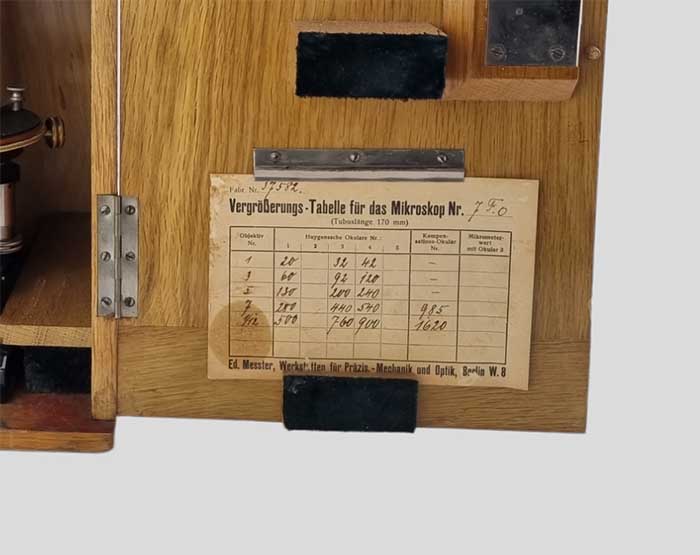 Fabr. Nr. 37582.
Vergrößerungs-Tabelle für das Mikroskop Nr. 7 F.O
(Tubuslänge 170 mm)
Objektiv Nr. Huygenssche Okulare Nr.: Kompensations-Okular Nr. Mikrometerwert mit Okular 2
1 2 3 4 5
1 20 32 42 —
3 60 92 120 —
5 130 200 240 —
7 280 440 540 985
1/12 500 760 900 1620
Ed. Messter, Werkstätten für Präzis.-Mechanik und Optik, Berlin W. 8